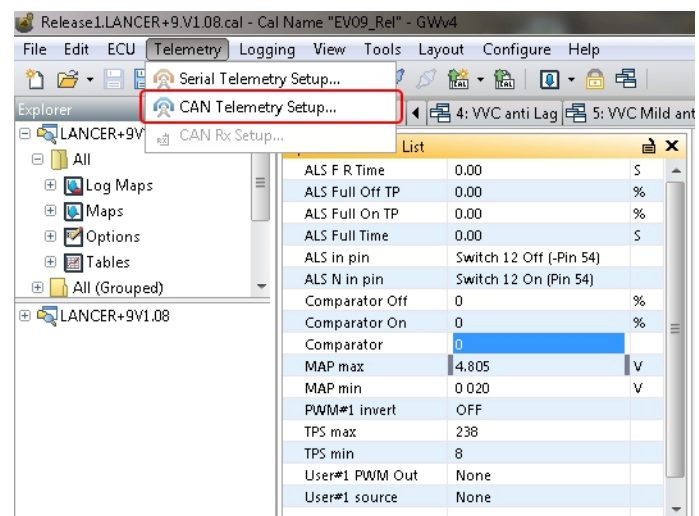 Release1.LANCER+9.V1.08.cal - Cal Name "EV09_Rel" - GWv4
File Edit ECU Telemetry Logging View Tools Layout Configure Help
Serial Telemetry Setup...
CAN Telemetry Setup...
CAN Rx Setup...
Explorer
4: VVC anti Lag 5: VVC Mild ant
LANCER+9V
List
All
Log Maps
Maps
Options
Tables
All (Grouped)
LANCER+9V1.08
ALS F R Time 0.00 S
ALS Full Off TP 0.00 %
ALS Full On TP 0.00 %
ALS Full Time 0.00 S
ALS in pin Switch 12 Off (-Pin 54)
ALS N in pin Switch 12 On (Pin 54)
Comparator Off 0 %
Comparator On 0 %
Comparator 0
MAP max 4.805 V
MAP min 0 020 V
PWM#1 invert OFF
TPS max 238
TPS min 8
User#1 PWM Out None
User#1 source None